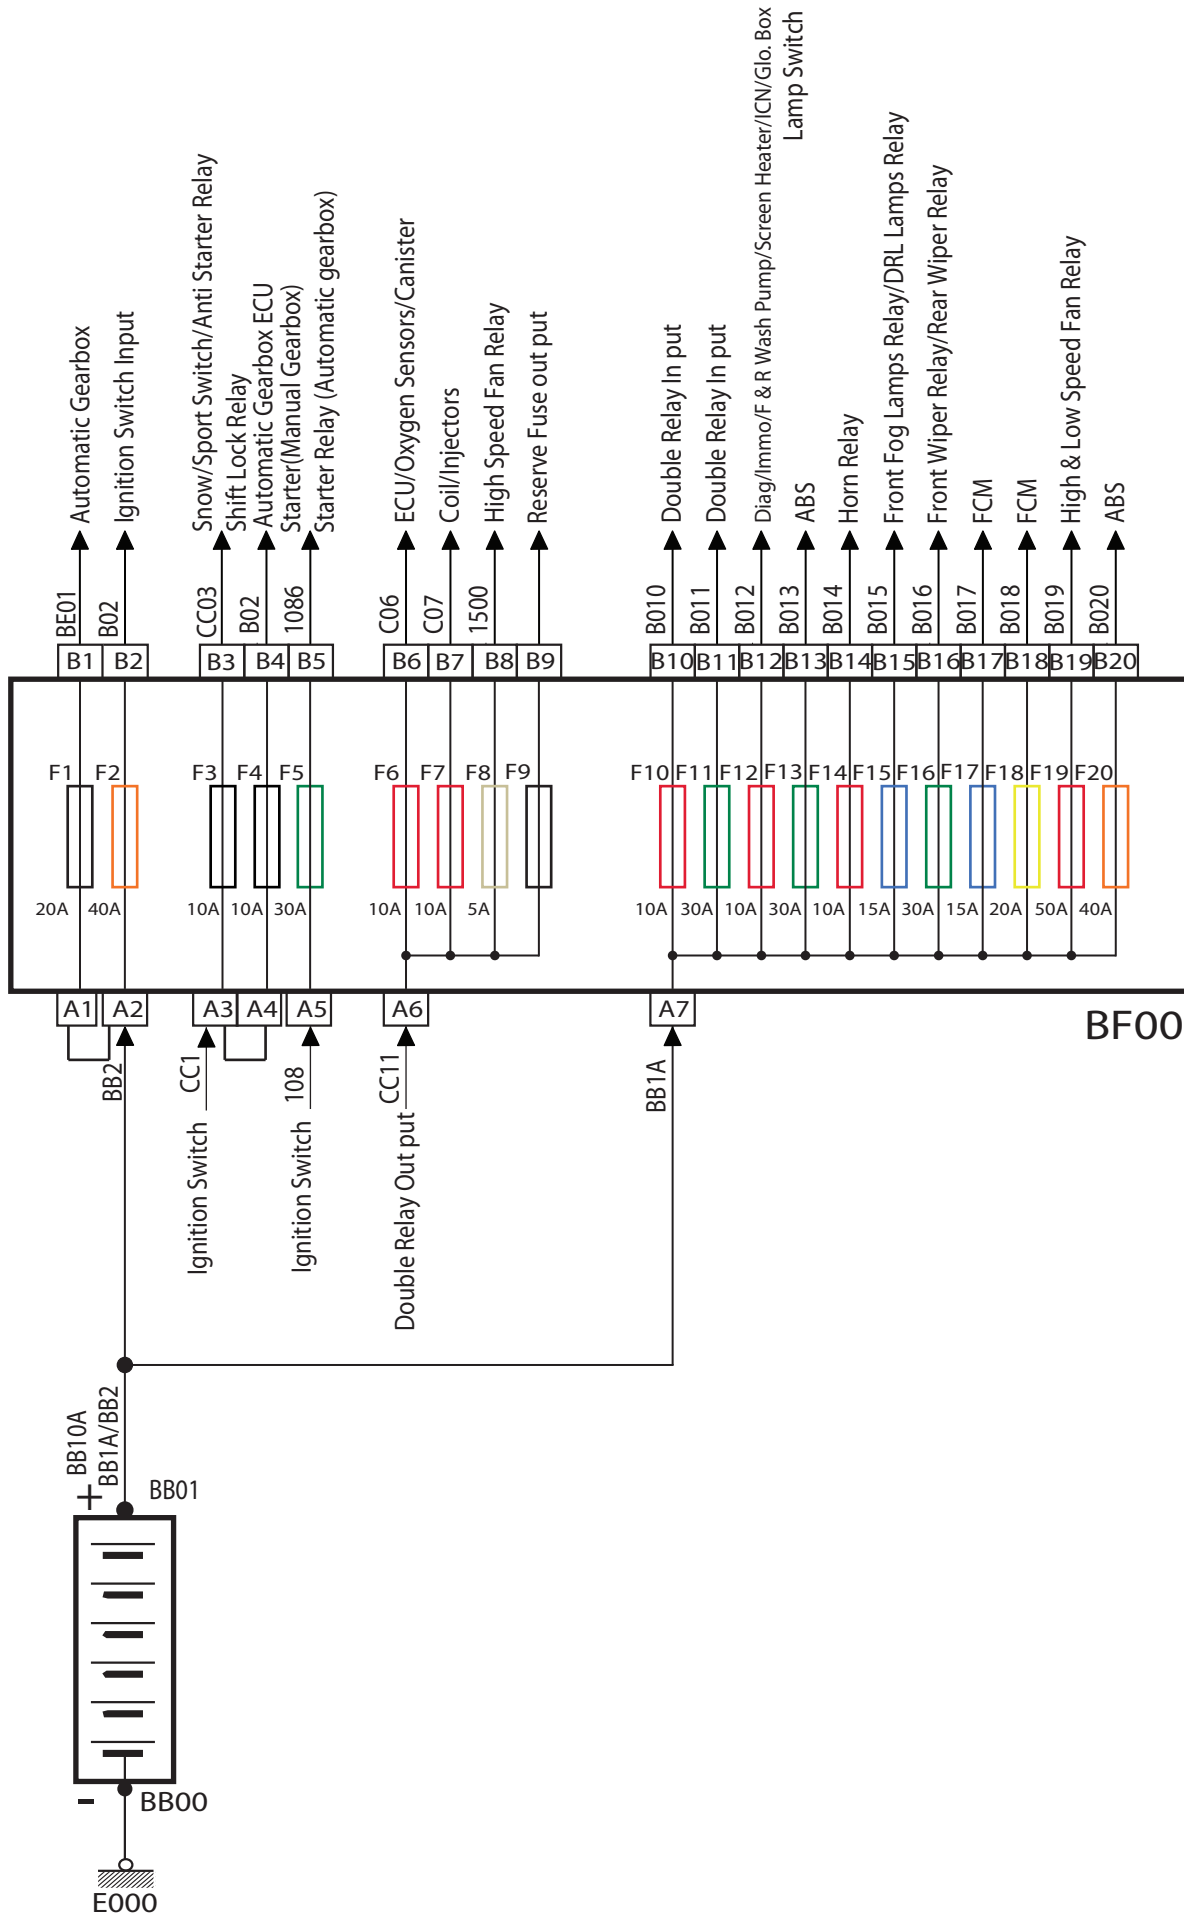 Automatic Gearbox
Ignition Switch Input
Snow/Sport Switch/Anti Starter Relay
Shift Lock Relay
Automatic Gearbox ECU
Starter(Manual Gearbox)
Starter Relay (Automatic gearbox)
ECU/Oxygen Sensors/Canister
Coil/Injectors
High Speed Fan Relay
Reserve Fuse out put
Double Relay In put
Double Relay In put
Diag/Immo/F & R Wash Pump/Screen Heater/ICN/Glo. Box
Lamp Switch
ABS
Horn Relay
Front Fog Lamps Relay/DRL Lamps Relay
Front Wiper Relay/Rear Wiper Relay
FCM
FCM
High & Low Speed Fan Relay
ABS
BE01
B02
CC03
B02
1086
C06
C07
1500
B010
B011
B012
B013
B014
B015
B016
B017
B018
B019
B020
B1 B2 B3 B4 B5 B6 B7 B8 B9 B10 B11 B12 B13 B14 B15 B16 B17 B18 B19 B20
F1 F2 F3 F4 F5 F6 F7 F8 F9 F10 F11 F12 F13 F14 F15 F16 F17 F18 F19 F20
20A 40A 10A 10A 30A 10A 10A 5A 10A 30A 10A 30A 10A 15A 30A 15A 20A 50A 40A
A1 A2 A3 A4 A5 A6 A7
BF00
BB2
CC1
Ignition Switch
108
Ignition Switch
CC11
Double Relay Out put
BB1A
BB10A
BB1A/BB2
+
BB01
-
BB00
E000